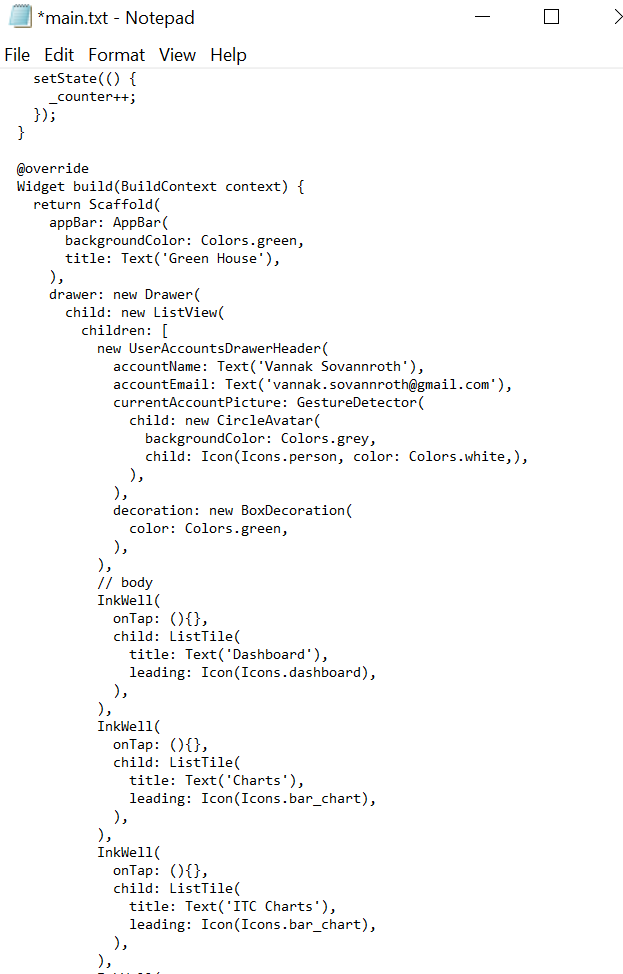 *main.txt - Notepad
File Edit Format View Help
setState(() {
_counter++;
});
}
@override
Widget build(BuildContext context) {
return Scaffold(
appBar: AppBar(
backgroundColor: Colors.green,
title: Text('Green House'),
),
drawer: new Drawer(
child: new ListView(
children: [
new UserAccountsDrawerHeader(
accountName: Text('Vannak Sovannroth'),
accountEmail: Text('vannak.sovannroth@gmail.com'),
currentAccountPicture: GestureDetector(
child: new CircleAvatar(
backgroundColor: Colors.grey,
child: Icon(Icons.person, color: Colors.white,),
),
),
decoration: new BoxDecoration(
color: Colors.green,
),
),
// body
InkWell(
onTap: (){},
child: ListTile(
title: Text('Dashboard'),
leading: Icon(Icons.dashboard),
),
),
InkWell(
onTap: (){},
child: ListTile(
title: Text('Charts'),
leading: Icon(Icons.bar_chart),
),
),
InkWell(
onTap: (){},
child: ListTile(
title: Text('ITC Charts'),
leading: Icon(Icons.bar_chart),
),
),